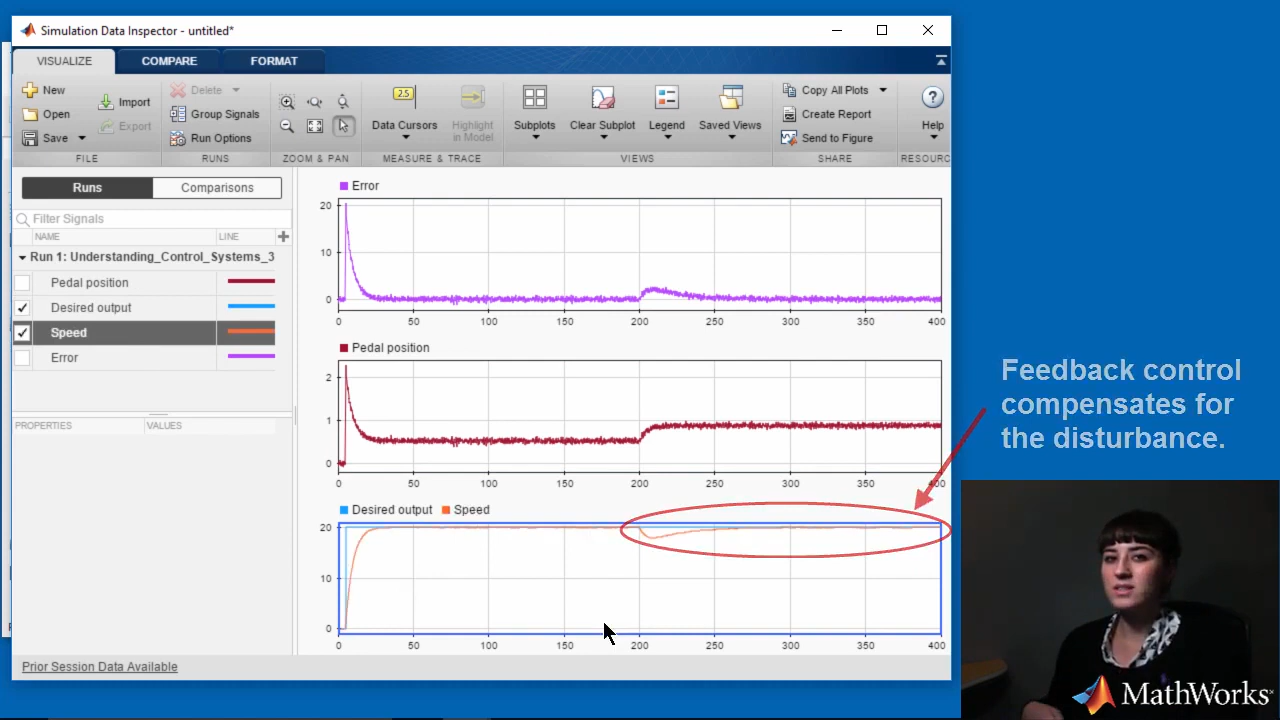 Simulation Data Inspector - untitled*
VISUALIZE COMPARE FORMAT
New
Open
Save
Import
Export
FILE
Delete
Group Signals
Run Options
RUNS
ZOOM & PAN
2.5
Data Cursors
Highlight
in Model
MEASURE & TRACE
Subplots
Clear Subplot
Legend
Saved Views
VIEWS
Copy All Plots
Create Report
Send to Figure
SHARE
?
Help
RESOURC
Runs Comparisons
Filter Signals
NAME LINE
Run 1: Understanding_Control_Systems_3
Pedal position
Desired output
Speed
Error
PROPERTIES VALUES
Prior Session Data Available
Error
20
10
0
0 50 100 150 200 250 300 350 400
Pedal position
2
1
0
0 50 100 150 200 250 300 350 400
Desired output Speed
20
10
0
0 50 100 150 200 250 300 350 400
Feedback control
compensates for
the disturbance.
MathWorks